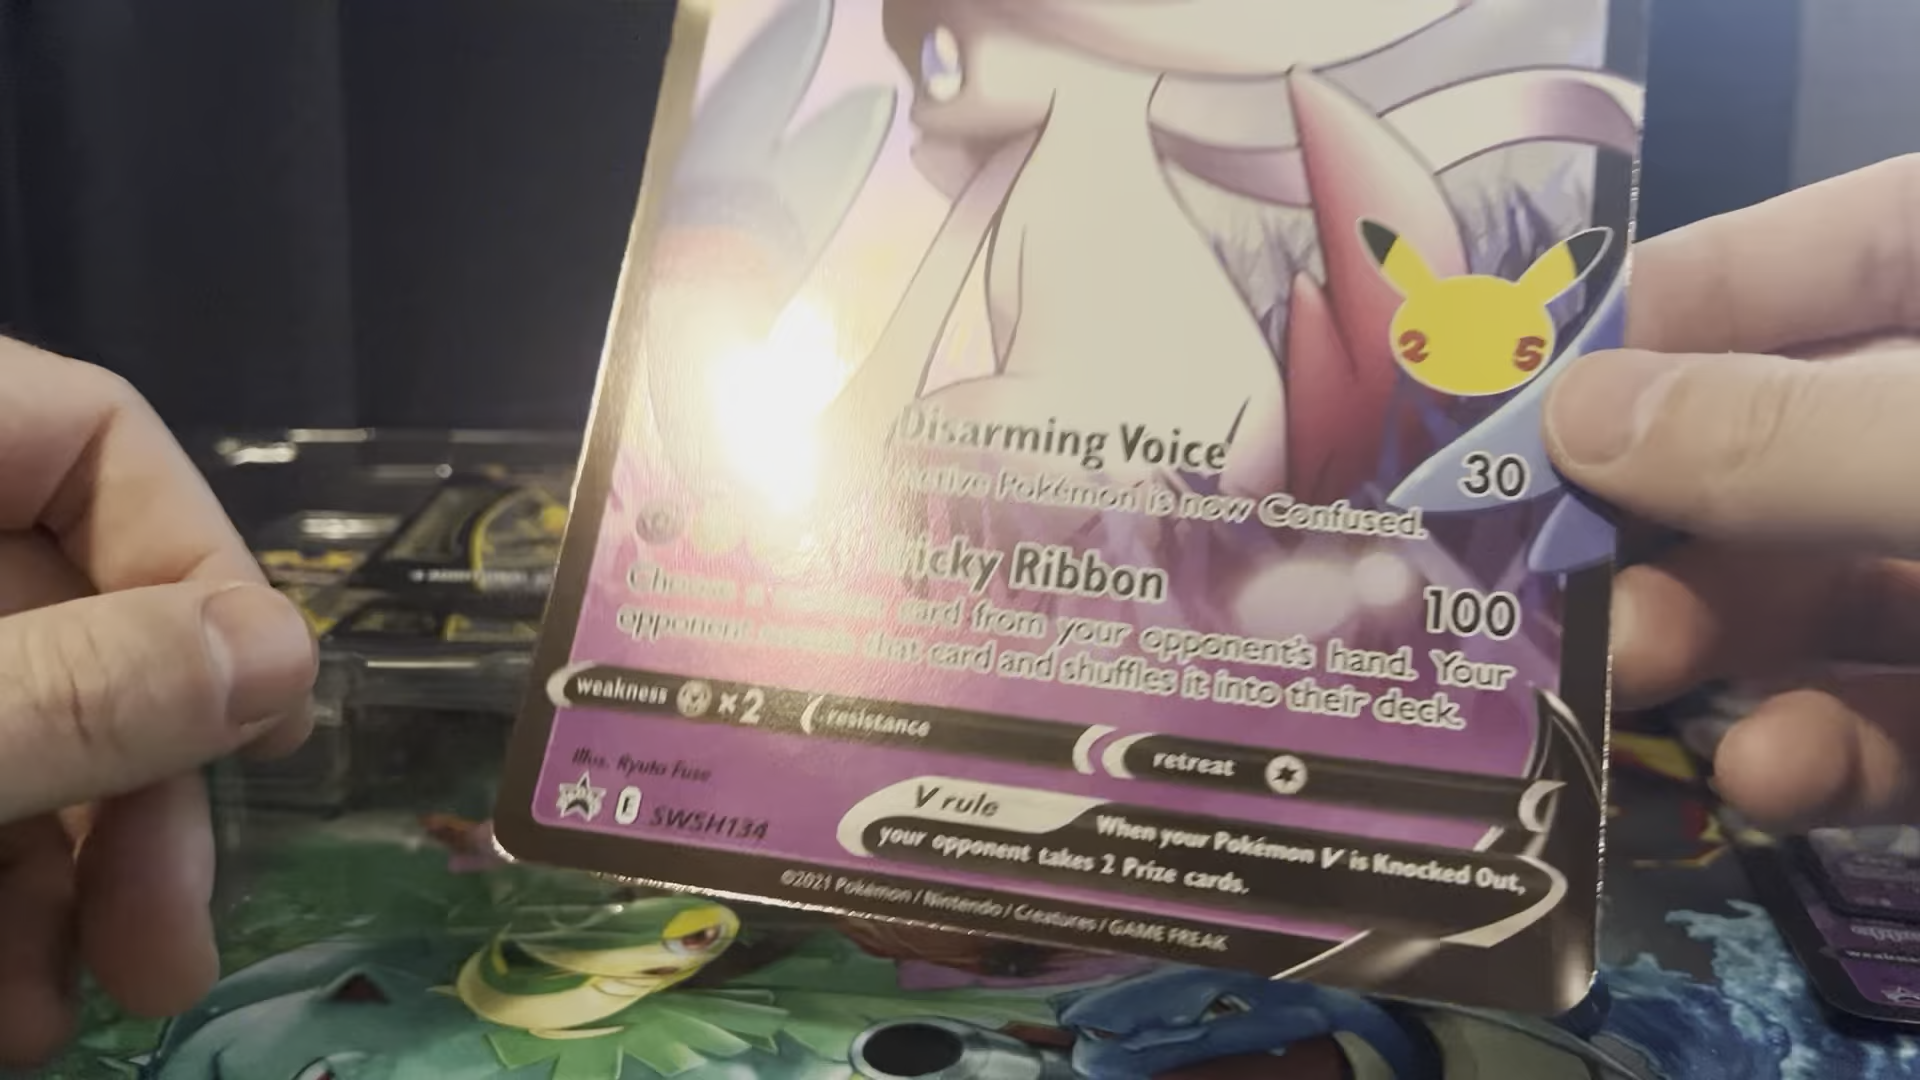 2 5
Disarming Voice 30
Active Pokémon is now Confused.
icky Ribbon 100
Choose a card from your opponent's hand. Your
opponent that card and shuffles it into their deck.
weakness ×2 resistance retreat
Illus. Ryuta Fuse
E SWSH134
V rule When your Pokémon V is Knocked Out,
your opponent takes 2 Prize cards.
©2021 Pokémon / Nintendo / Creatures / GAME FREAK